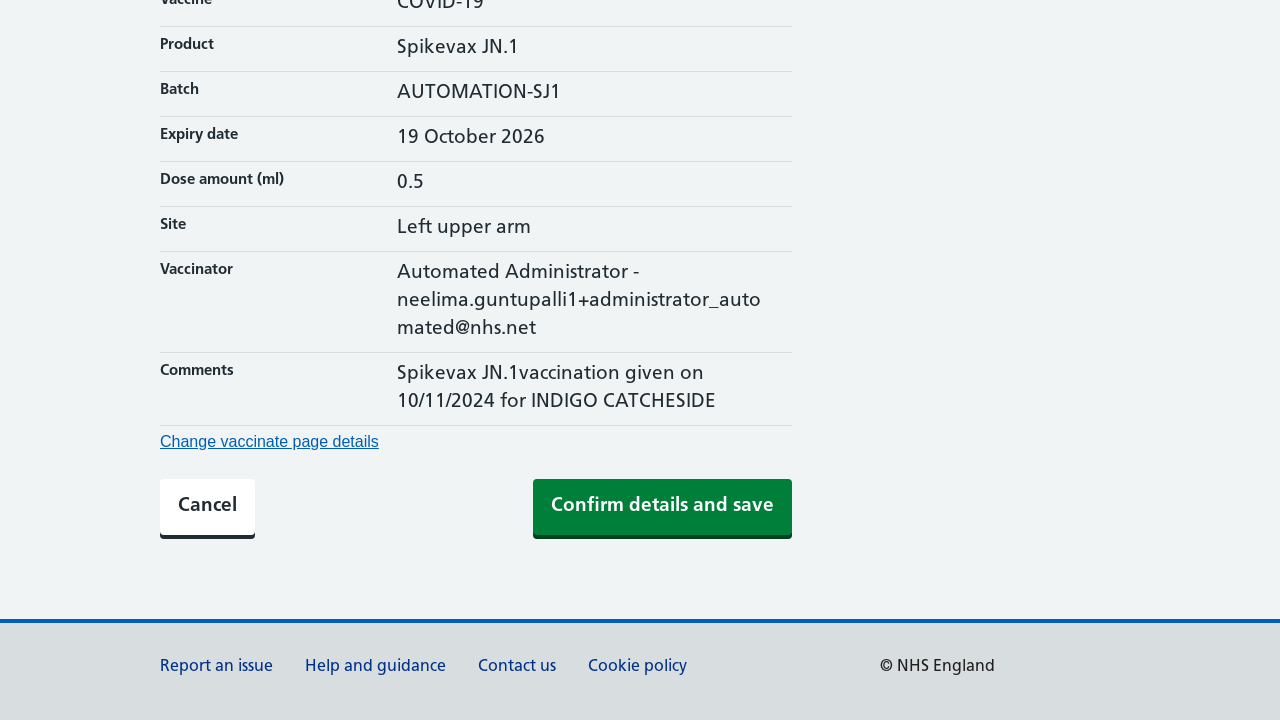 Vaccine COVID-19
Product Spikevax JN.1
Batch AUTOMATION-SJ1
Expiry date 19 October 2026
Dose amount (ml) 0.5
Site Left upper arm
Vaccinator Automated Administrator -
neelima.guntupalli1+administrator_auto
mated@nhs.net
Comments Spikevax JN.1vaccination given on
10/11/2024 for INDIGO CATCHESIDE
Change vaccinate page details
Cancel Confirm details and save
Report an issue Help and guidance Contact us Cookie policy © NHS England